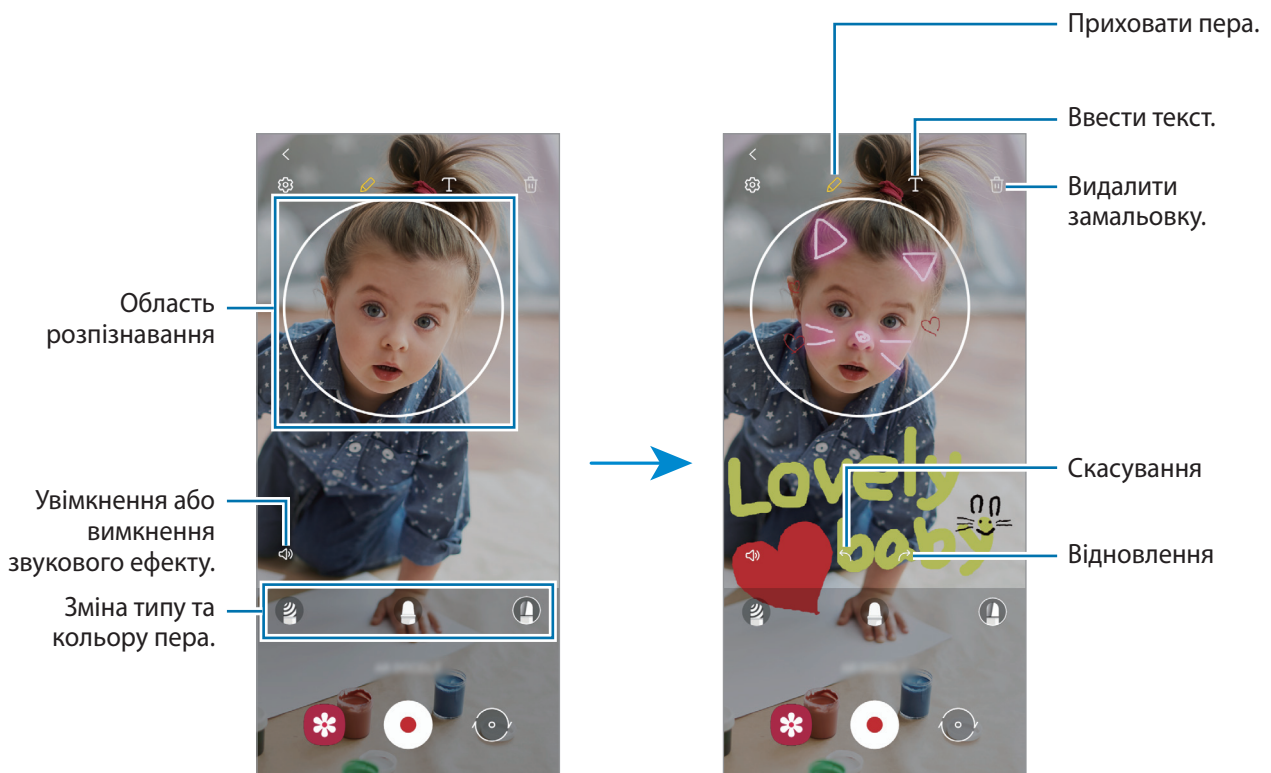 Приховати пера.
Ввести текст.
Видалити
замальовку.
Область
розпізнавання
Увімкнення або
вимкнення
звукового ефекту.
Зміна типу та
кольору пера.
T
T
Lovely
baby
Скасування
Відновлення